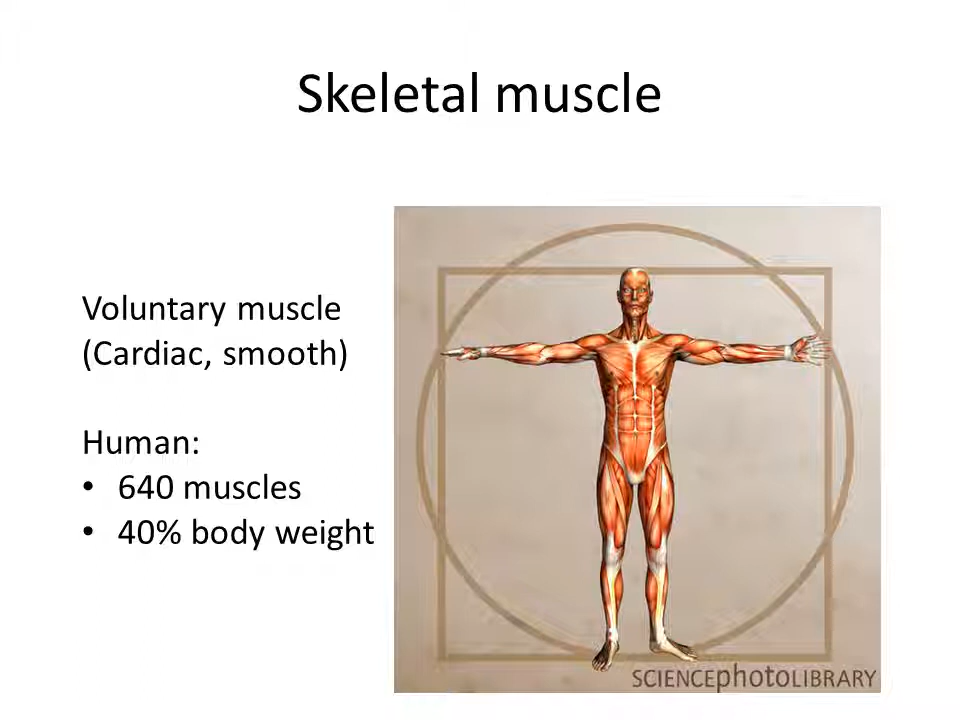 Skeletal muscle
Voluntary muscle
(Cardiac, smooth)
Human:
• 640 muscles
• 40% body weight
SCIENCEphotoLIBRARY